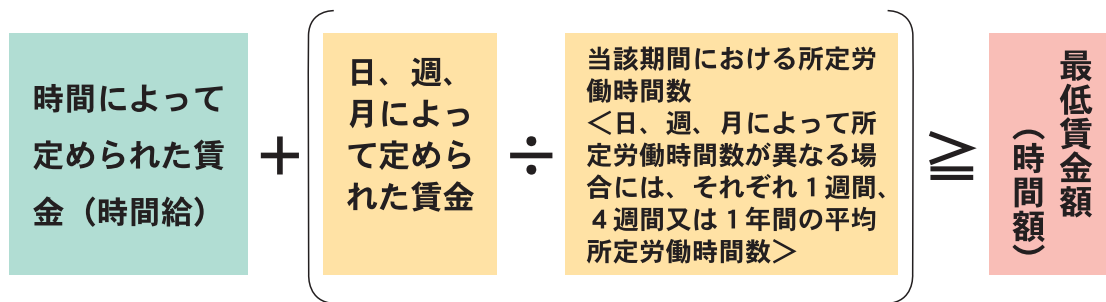 時間によって
定められた賃
金（時間給）
＋
日、週、
月によっ
て定めら
れた賃金
÷
当該期間における所定労
働時間数
＜日、週、月によって所
定労働時間数が異なる場
合には、それぞれ１週間、
４週間又は１年間の平均
所定労働時間数＞
≧
最低賃金額
（時間額）